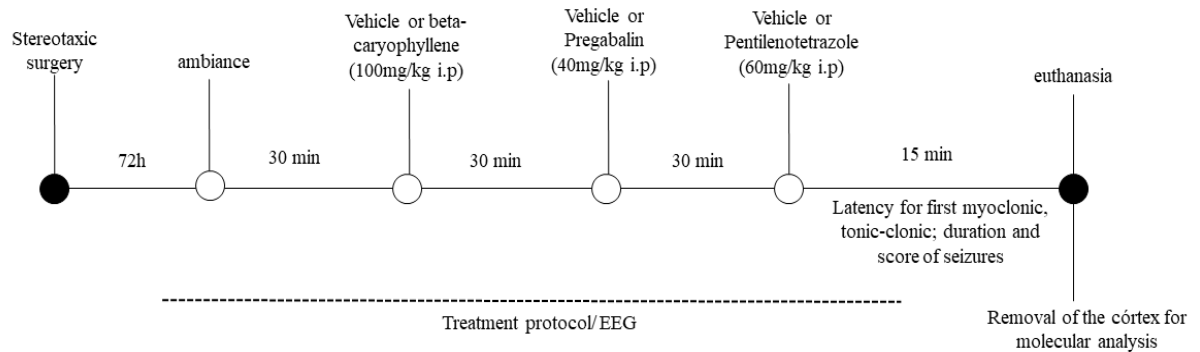 Stereotaxic
surgery
ambiance
Vehicle or beta-
caryophyllene
(100mg/kg i.p)
Vehicle or
Pregabalin
(40mg/kg i.p)
Vehicle or
Pentilenotetrazole
(60mg/kg i.p)
euthanasia
72h
30 min
30 min
30 min
15 min
Latency for first myoclonic,
tonic-clonic; duration and
score of seizures
Treatment protocol/EEG
Removal of the córtex for
molecular analysis